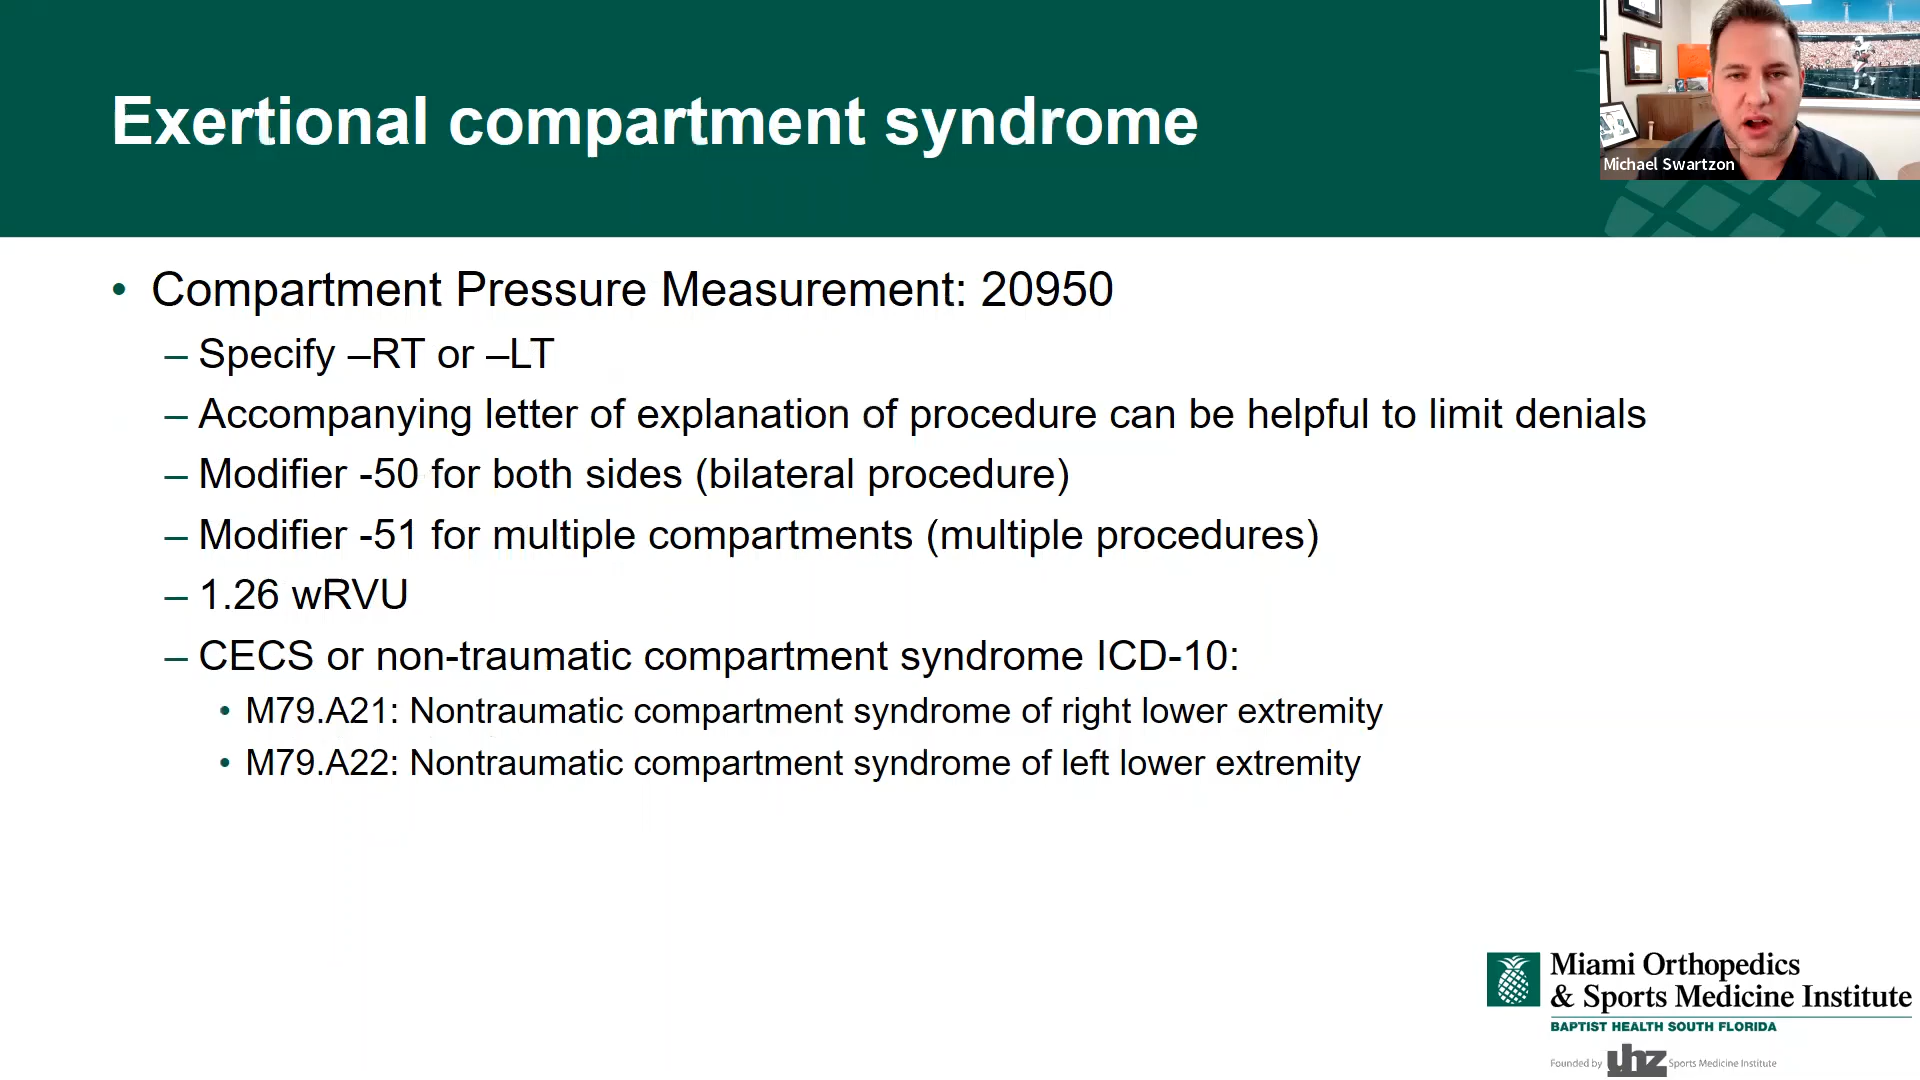 Exertional compartment syndrome
Michael Swartzon
• Compartment Pressure Measurement: 20950
– Specify –RT or –LT
– Accompanying letter of explanation of procedure can be helpful to limit denials
– Modifier -50 for both sides (bilateral procedure)
– Modifier -51 for multiple compartments (multiple procedures)
– 1.26 wRVU
– CECS or non-traumatic compartment syndrome ICD-10:
• M79.A21: Nontraumatic compartment syndrome of right lower extremity
• M79.A22: Nontraumatic compartment syndrome of left lower extremity
Miami Orthopedics
& Sports Medicine Institute
BAPTIST HEALTH SOUTH FLORIDA
Founded by uhz Sports Medicine Institute